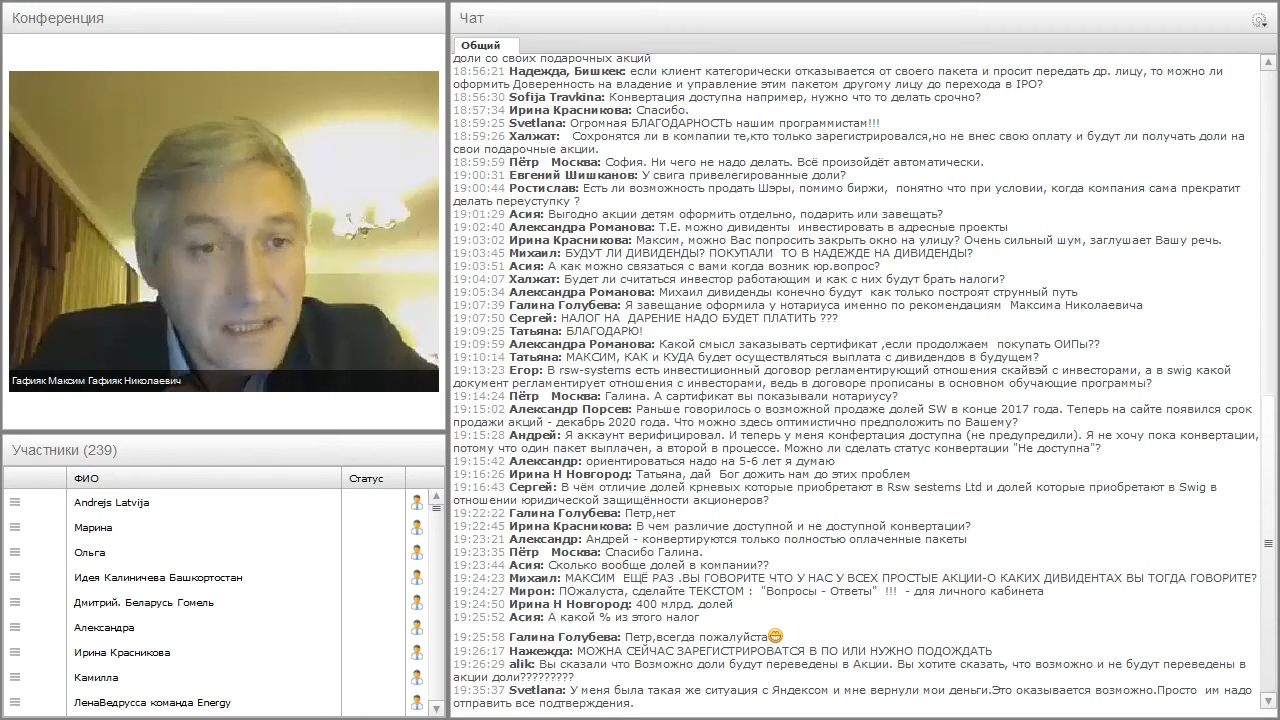 Конференция
Гафияк Максим Гафияк Николаевич
Участники (239)
ФИО
Статус
Andrejs Latvija
Марина
Ольга
Идея Калиничева Башкортостан
Дмитрий. Беларусь Гомель
Александра
Ирина Красникова
Камилла
ЛенаВедрусса команда Energy
Чат
Общий
доли со своих подарочных акций
18:56:21 Надежда, Бишкек: если клиент категорически отказывается от своего пакета и просит передать др. лицу, то можно ли
оформить Доверенность на владение и управление этим пакетом другому лицу до перехода в IPO?
18:56:30 Sofija Travkina: Конвертация доступна например, нужно что то делать срочно?
18:57:34 Ирина Красникова: Спасибо.
18:59:25 Svetlana: Огромная БЛАГОДАРНОСТЬ нашим программистам!!!
18:59:26 Халжат: Сохронятся ли в компапии те,кто только зарегистрировался,но не внес свою оплату и будут ли получать доли на
свои подарочные акции.
18:59:59 Пётр Москва: София. Ни чего не надо делать. Всё произойдёт автоматически.
19:00:31 Евгений Шишканов: У свига привелегированные доли?
19:00:44 Ростислав: Есть ли возможность продать Шэры, помимо биржи, понятно что при условии, когда компания сама прекратит
делать переуступку ?
19:01:29 Асия: Выгодно акции детям оформить отдельно, подарить или завещать?
19:02:40 Александра Романова: Т.Е. можно дивиденты инвестировать в адресные проекты
19:03:02 Ирина Красникова: Максим, можно Вас попросить закрыть окно на улицу? Очень сильный шум, заглушает Вашу речь.
19:03:45 Михаил: БУДУТ ЛИ ДИВИДЕНДЫ? ПОКУПАЛИ ТО В НАДЕЖДЕ НА ДИВИДЕНДЫ?
19:03:51 Асия: А как можно связаться с вами когда возник юр.вопрос?
19:04:07 Халжат: Будет ли считаться инвестор работающим и как с них будут брать налоги?
19:05:34 Александра Романова: Михаил дивиденты конечно будут как только построят струнный путь
19:07:39 Галина Голубева: Я завещание оформила у нотариуса именно по рекомендациям Максима Николаевича
19:07:50 Сергей: НАЛОГ НА ДАРЕНИЕ НАДО БУДЕТ ПЛАТИТЬ ???
19:09:25 Татьяна: БЛАГОДАРЮ!
19:09:59 Александра Романова: Какой смысл заказывать сертификат ,если продолжаем покупать ОИПы??
19:10:14 Татьяна: МАКСИМ, КАК и КУДА будет осуществляться выплата с дивидендов в будущем?
19:13:23 Егор: В rsw-systems есть инвестиционный договор регламентирующий отношения скайвэй с инвесторами, а в swig какой
документ регламентирует отношения с инвесторами, ведь в договоре прописаны в основном обучающие программы?
19:14:24 Пётр Москва: Галина. А сартификат вы показывали нотариусу?
19:15:02 Александр Порсев: Раньше говорилось о возможной продаже долей SW в конце 2017 года. Теперь на сайте появился срок
продажи акций - декабрь 2020 года. Что можно здесь оптимистично предположить по Вашему?
19:15:28 Андрей: Я аккаунт верифицировал. И теперь у меня конфертация доступна (не предупредили). Я не хочу пока конвертации,
потому что один пакет выплачен, а второй в процессе. Можно ли сделать статус конвертации "Не доступна"?
19:15:42 Александр: ориентироваться надо на 5-6 лет я думаю
19:16:26 Ирина Н Новгород: Татьяна, дай Бог дожить нам до этих проблем
19:16:43 Сергей: В чём отличие долей крневых которые приобретают в Rsw sestems Ltd и долей которые приобретают в Swig в
отношении юридической защищённости акционеров?
19:22:22 Галина Голубева: Петр,нет
19:22:45 Ирина Красникова: В чем различие доступной и не доступной конвертации?
19:23:21 Александр: Андрей - конвертируются только полностью оплаченные пакеты
19:23:35 Пётр Москва: Спасибо Галина.
19:23:44 Асия: Сколько вообще долей в компании??
19:24:23 Михаил: МАКСИМ ЕЩЁ РАЗ .ВЫ ГОВОРИТЕ ЧТО У НАС У ВСЕХ ПРОСТЫЕ АКЦИИ-О КАКИХ ДИВИДЕНТАХ ВЫ ТОГДА ГОВОРИТЕ?
19:24:27 Мирон: ПОжалуиста, сделайте ТЕКСТОМ : "Вопросы - Ответы" !!! - для личного кабинета
19:24:50 Ирина Н Новгород: 400 млрд. долей
19:25:52 Асия: А какой % из этого налог
19:25:58 Галина Голубева: Петр,всегда пожалуйста
19:26:17 Нажежда: МОЖНА СЕЙЧАС ЗАРЕГИСТРИРОВАТСЯ В ПО ИЛИ НУЖНО ПОДОЖДАТЬ
19:26:29 alik: Вы сказали что Возможно доли будут переведены в Акции. Вы хотите сказать, что возможно и не будут переведены в
акции доли?????????
19:35:37 Svetlana: У меня была такая же ситуация с Яндексом и мне вернули мои деньги.Это оказывается возможно.Просто им надо
отправить все подтверждения.